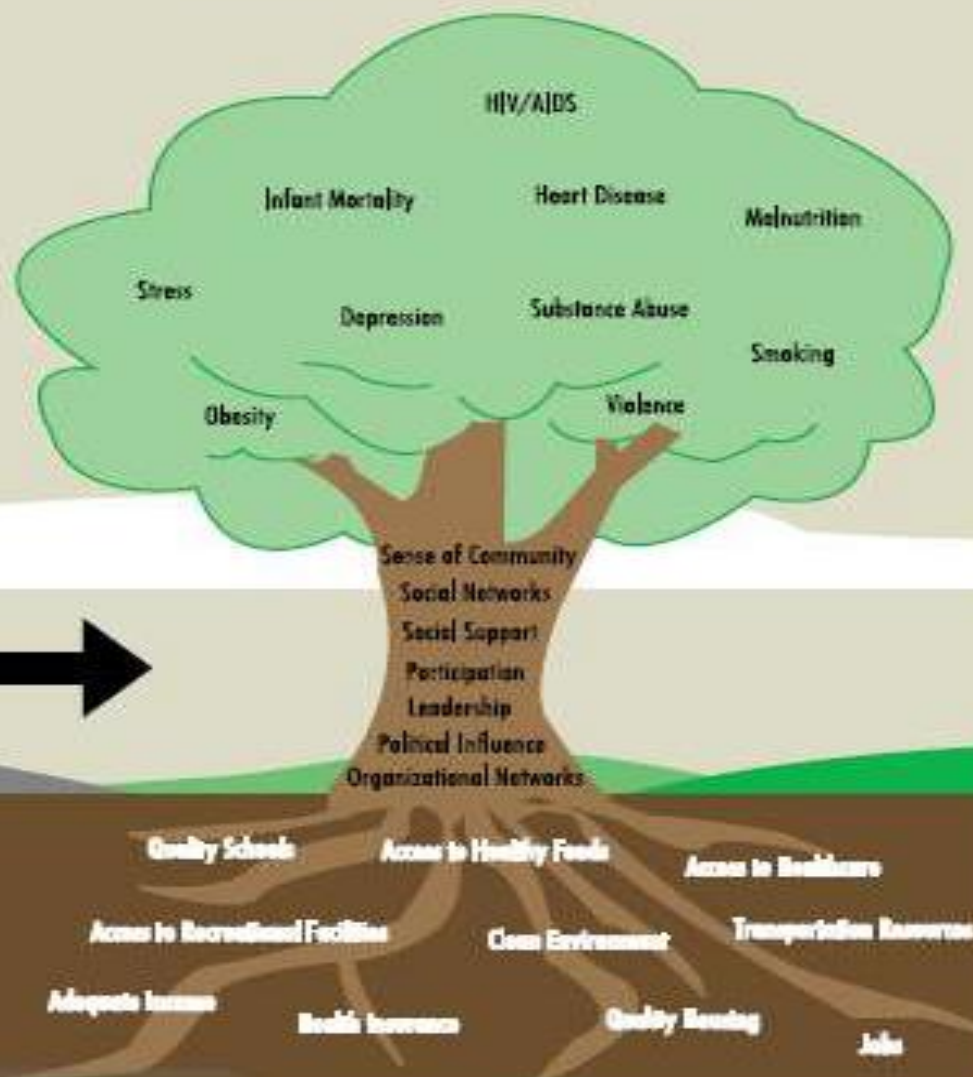 HIV/AIDS
Infant Mortality
Heart Disease
Malnutrition
Stress
Depression
Substance Abuse
Smoking
Obesity
Violence
Sense of Community
Social Networks
Social Support
Participation
Leadership
Political Influence
Organizational Networks
Quality Schools
Access to Healthy Foods
Access to Healthcare
Access to Recreational Facilities
Clean Environment
Transportation Resources
Adequate Income
Health Insurance
Quality Housing
Jobs